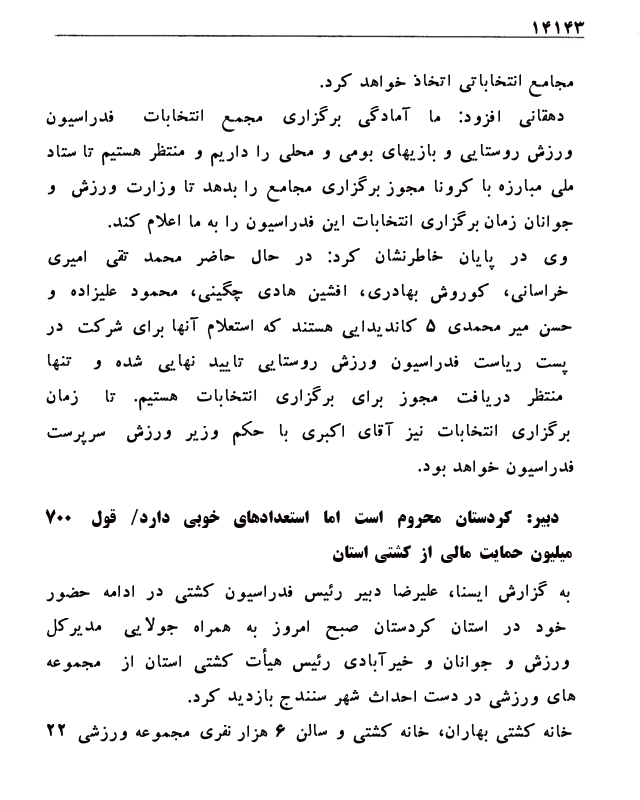 ۱۴۱۴۳
مجامع انتخاباتی اتخاذ خواهد کرد.
دهقانی افزود: ما آمادگی برگزاری مجمع انتخابات فدراسیون
ورزش روستایی و بازیهای بومی و محلی را داریم و منتظر هستیم تا ستاد
ملی مبارزه با کرونا مجوز برگزاری مجامع را بدهد تا وزارت ورزش و
جوانان زمان برگزاری انتخابات این فدراسیون را به ما اعلام کند.
وی در پایان خاطرنشان کرد: در حال حاضر محمد تقی امیری
خراسانی، کوروش بهادری، افشین هادی چگینی، محمود علیزاده و
حسن میر محمدی ۵ کاندیدایی هستند که استعلام آنها برای شرکت در
پست ریاست فدراسیون ورزش روستایی تایید نهایی شده و تنها
منتظر دریافت مجوز برای برگزاری انتخابات هستیم. تا زمان
برگزاری انتخابات نیز آقای اکبری با حکم وزیر ورزش سرپرست
فدراسیون خواهد بود.
دبیر: کردستان محروم است اما استعدادهای خوبی دارد/ قول ۷۰۰
میلیون حمایت مالی از کشتی استان
به گزارش ایسنا، علیرضا دبیر رئیس فدراسیون کشتی در ادامه حضور
خود در استان کردستان صبح امروز به همراه جولایی مدیرکل
ورزش و جوانان و خیرآبادی رئیس هیأت کشتی استان از مجموعه
های ورزشی در دست احداث شهر سنندج بازدید کرد.
خانه کشتی بهاران، خانه کشتی و سالن ۶ هزار نفری مجموعه ورزشی ۲۲